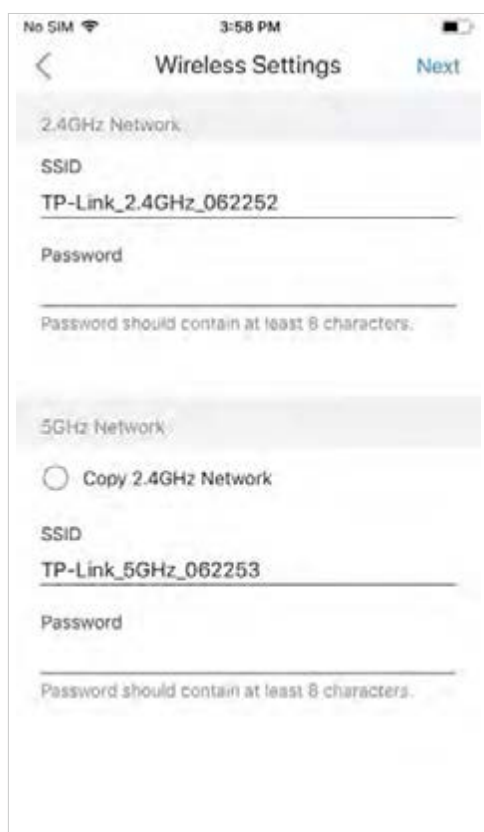 No SIM 3:58 PM
Wireless Settings Next
2.4GHz Network
SSID
TP-Link_2.4GHz_062252
Password
Password should contain at least 8 characters.
5GHz Network
Copy 2.4GHz Network
SSID
TP-Link_5GHz_062253
Password
Password should contain at least 8 characters.